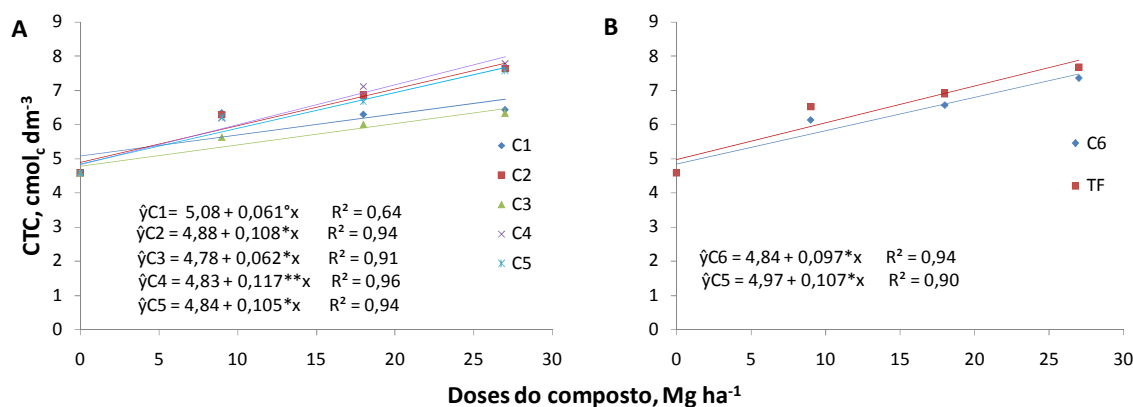 A
CTC, cmol_c dm⁻³
9
8
7
6
5
4
3
2
1
0
ŷC1= 5,08 + 0,061°x R² = 0,64
ŷC2 = 4,88 + 0,108*x R² = 0,94
ŷC3 = 4,78 + 0,062*x R² = 0,91
ŷC4 = 4,83 + 0,117**x R² = 0,96
ŷC5 = 4,84 + 0,105*x R² = 0,94
C1
C2
C3
C4
C5
0 5 10 15 20 25 30
B
9
8
7
6
5
4
3
2
1
0
C6
TF
ŷC6 = 4,84 + 0,097*x R² = 0,94
ŷC5 = 4,97 + 0,107*x R² = 0,90
0 5 10 15 20 25 30
Doses do composto, Mg ha⁻¹